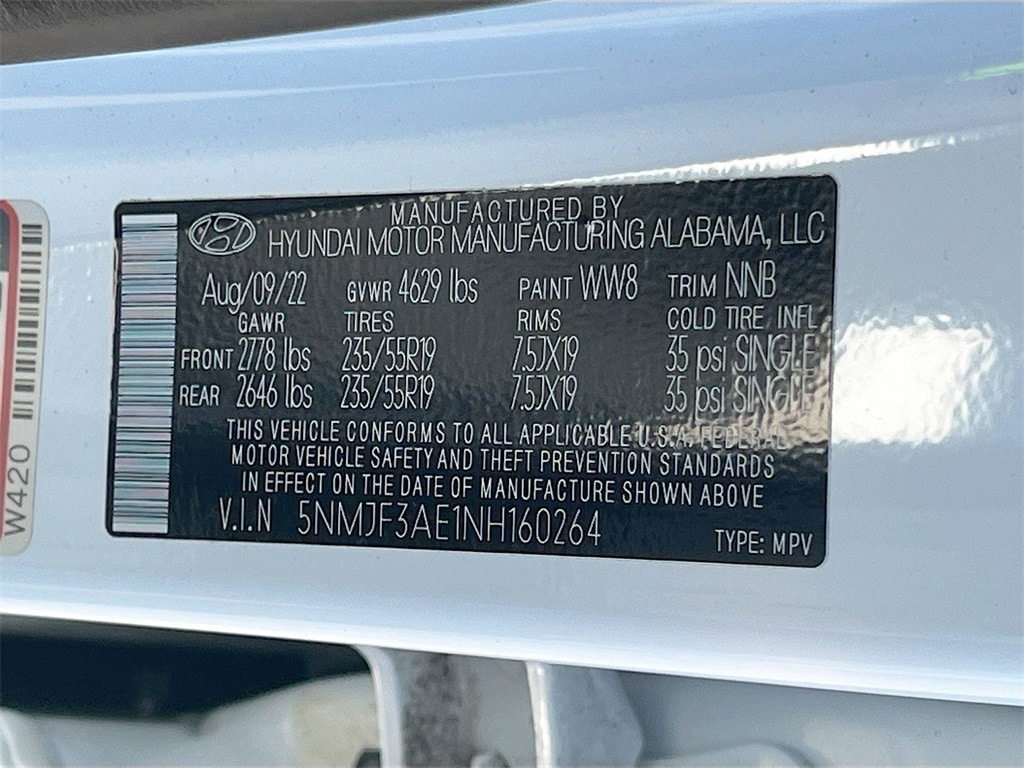 MANUFACTURED BY
HYUNDAI MOTOR MANUFACTURING ALABAMA, LLC
Aug/09/22 GVWR 4629 lbs PAINT WW8 TRIM NNB
GAWR TIRES RIMS COLD TIRE INFL
FRONT 2778 lbs 235/55R19 7.5JX19 35 psi SINGLE
REAR 2646 lbs 235/55R19 7.5JX19 35 psi SINGLE
THIS VEHICLE CONFORMS TO ALL APPLICABLE U.S.A. FEDERAL
MOTOR VEHICLE SAFETY AND THEFT PREVENTION STANDARDS
IN EFFECT ON THE DATE OF MANUFACTURE SHOWN ABOVE
V.I.N 5NMJF3AE1NH160264
TYPE: MPV
W420